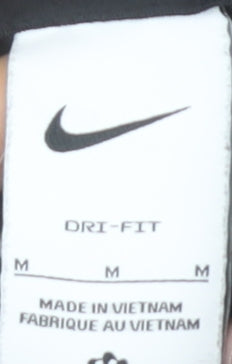 DRI-FIT
M M M
MADE IN VIETNAM
FABRIQUE AU VIETNAM